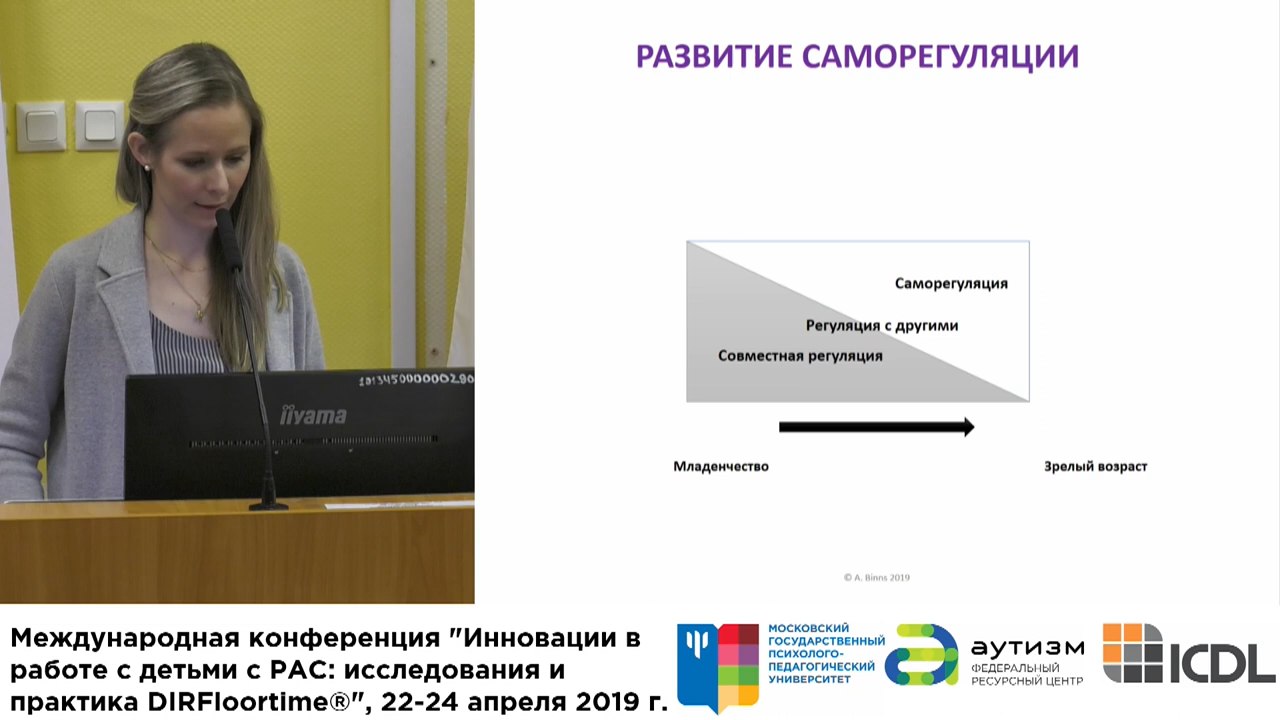 РАЗВИТИЕ САМОРЕГУЛЯЦИИ
Саморегуляция
Регуляция с другими
Совместная регуляция
Младенчество
Зрелый возраст
© A. Binns 2019
iiyama
Международная конференция "Инновации в
работе с детьми с РАС: исследования и
практика DIRFloortime®", 22-24 апреля 2019 г.
МОСКОВСКИЙ
ГОСУДАРСТВЕННЫЙ
ПСИХОЛОГО-
ПЕДАГОГИЧЕСКИЙ
УНИВЕРСИТЕТ
аутизм
ФЕДЕРАЛЬНЫЙ
РЕСУРСНЫЙ ЦЕНТР
ICDL